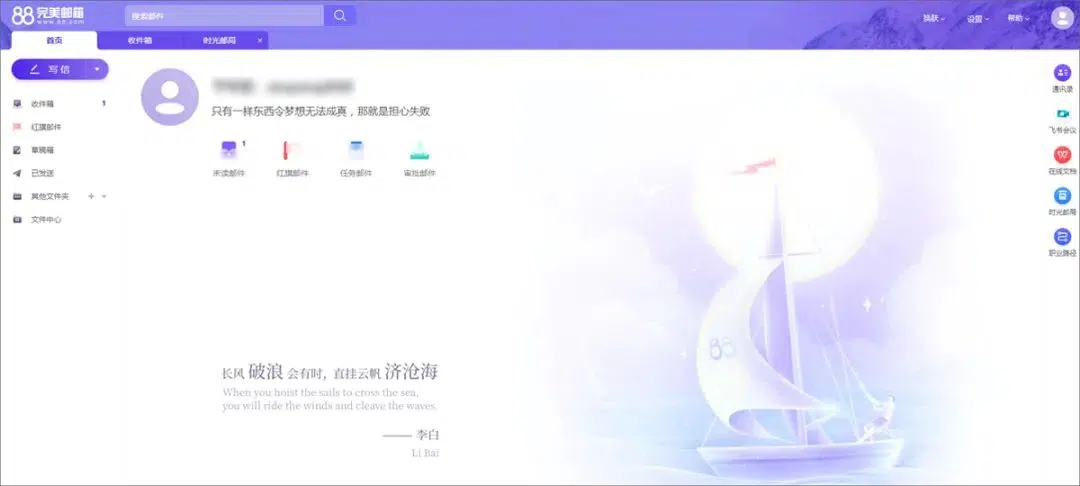 88 完美邮箱
www.88.com
搜索邮件
换肤
设置
帮助
首页
收件箱
时光邮局 ×
写信
收件箱 1
红旗邮件
草稿箱
已发送
其他文件夹 +
文件中心
只有一样东西令梦想无法成真，那就是担心失败
1
未读邮件
红旗邮件
任务邮件
审批邮件
通讯录
飞书会议
在线文档
时光邮局
职业路径
88
长风 破浪 会有时，直挂云帆 济沧海
When you hoist the sails to cross the sea,
you will ride the winds and cleave the waves.
—— 李白
Li Bai